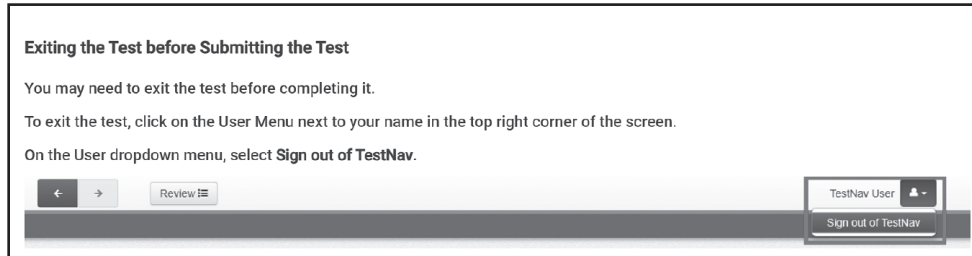 Exiting the Test before Submitting the Test
You may need to exit the test before completing it.
To exit the test, click on the User Menu next to your name in the top right corner of the screen.
On the User dropdown menu, select Sign out of TestNav.
Review
TestNav User
Sign out of TestNav